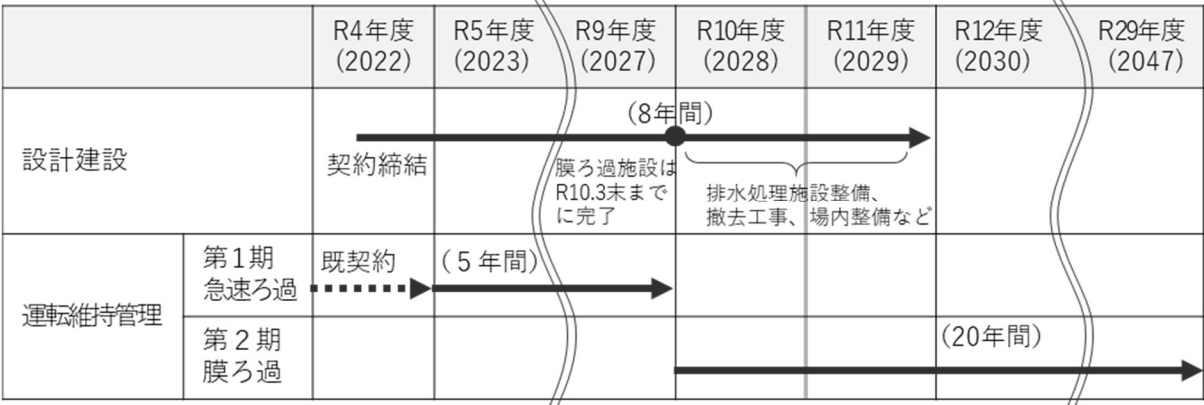 R4年度 R5年度 R9年度 R10年度 R11年度 R12年度 R29年度
(2022) (2023) (2027) (2028) (2029) (2030) (2047)
(8年間)
設計建設
契約締結
膜ろ過施設は
R10.3末まで
に完了
排水処理施設整備、
撤去工事、場内整備など
運転維持管理
第1期
急速ろ過
既契約
(5年間)
第2期
膜ろ過
(20年間)